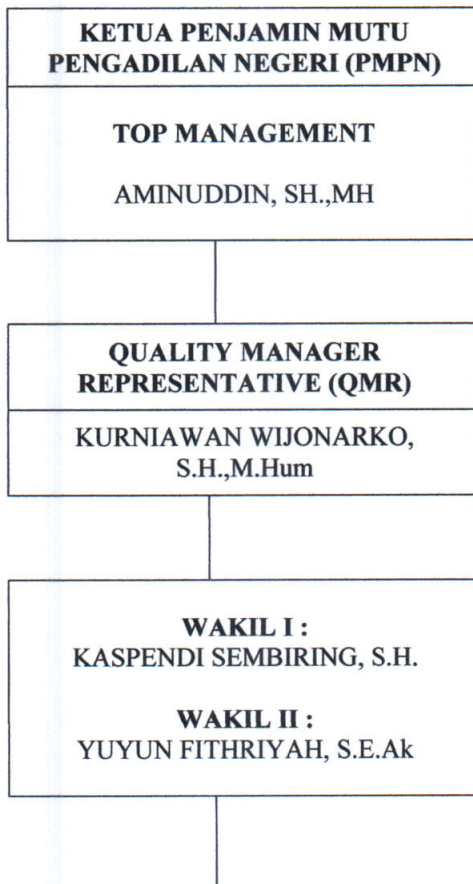 KETUA PENJAMIN MUTU
PENGADILAN NEGERI (PMPN)
TOP MANAGEMENT
AMINUDDIN, SH.,MH
QUALITY MANAGER
REPRESENTATIVE (QMR)
KURNIAWAN WIJONARKO,
S.H.,M.Hum
WAKIL I :
KASPENDI SEMBIRING, S.H.
WAKIL II :
YUYUN FITHRIYAH, S.E.Ak